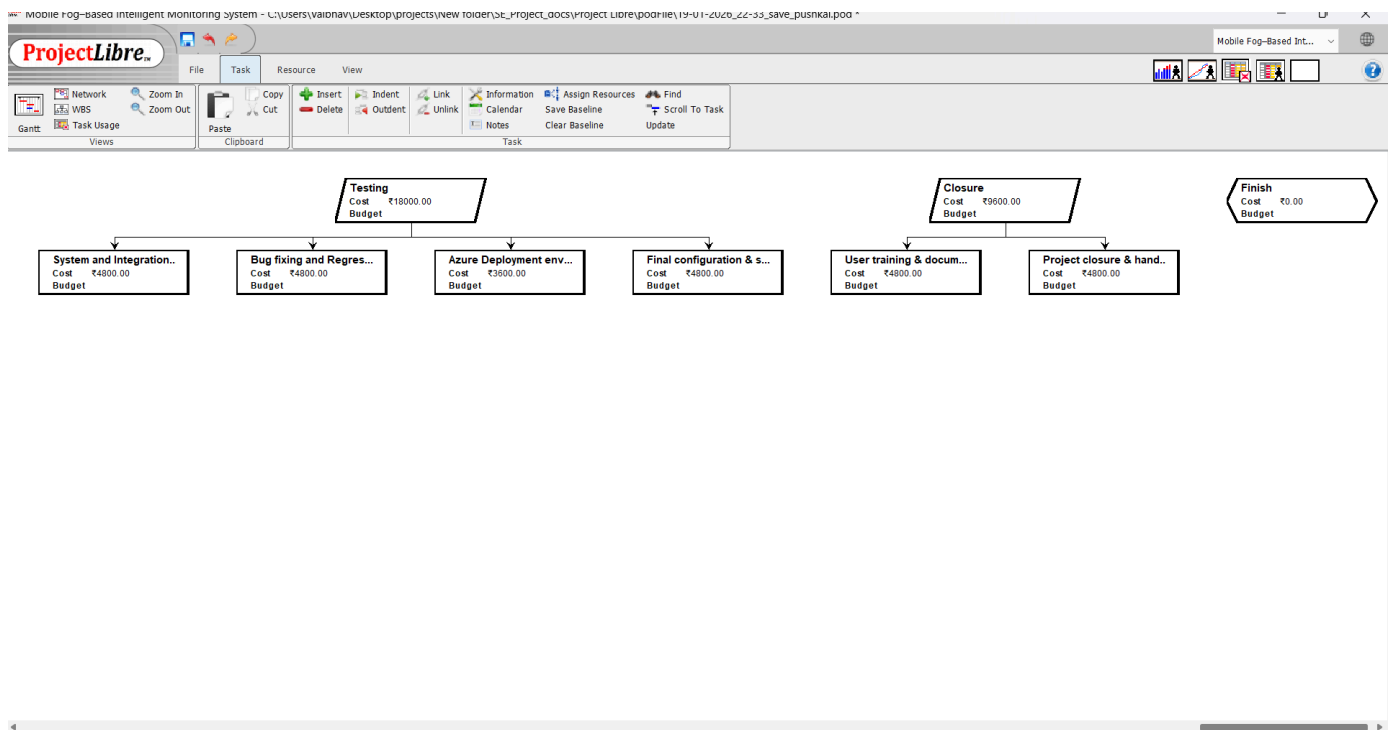 Mobile Fog–Based Intelligent Monitoring System - C:\Users\vaibhav\Desktop\projects\New folder\SE_Project_docs\Project Libre\podFile\19-01-2026_22-33_save_pushkal.pod *
ProjectLibre TM
Mobile Fog–Based Int...
File Task Resource View
Network Zoom In Copy Insert Indent Link Information Assign Resources Find
WBS Zoom Out Cut Delete Outdent Unlink Calendar Save Baseline Scroll To Task
Gantt Task Usage Paste Notes Clear Baseline Update
Views Clipboard Task
Testing
Cost ₹18000.00
Budget
Closure
Cost ₹9600.00
Budget
Finish
Cost ₹0.00
Budget
System and Integration..
Cost ₹4800.00
Budget
Bug fixing and Regres...
Cost ₹4800.00
Budget
Azure Deployment env...
Cost ₹3600.00
Budget
Final configuration & s...
Cost ₹4800.00
Budget
User training & docum...
Cost ₹4800.00
Budget
Project closure & hand..
Cost ₹4800.00
Budget